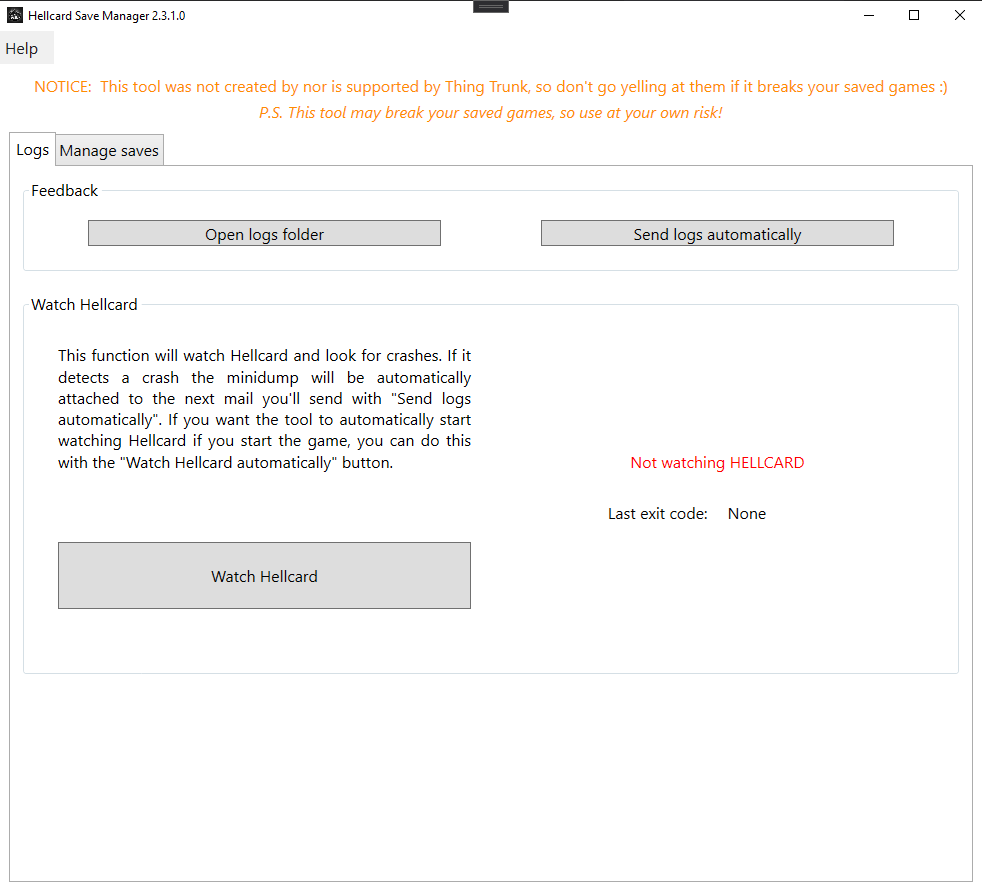 Hellcard Save Manager 2.3.1.0
Help
NOTICE:  This tool was not created by nor is supported by Thing Trunk, so don't go yelling at them if it breaks your saved games :)
P.S. This tool may break your saved games, so use at your own risk!
Logs
Manage saves
Feedback
Open logs folder
Send logs automatically
Watch Hellcard
This function will watch Hellcard and look for crashes. If it
detects a crash the minidump will be automatically
attached to the next mail you'll send with "Send logs
automatically". If you want the tool to automatically start
watching Hellcard if you start the game, you can do this
with the "Watch Hellcard automatically" button.
Not watching HELLCARD
Last exit code: None
Watch Hellcard